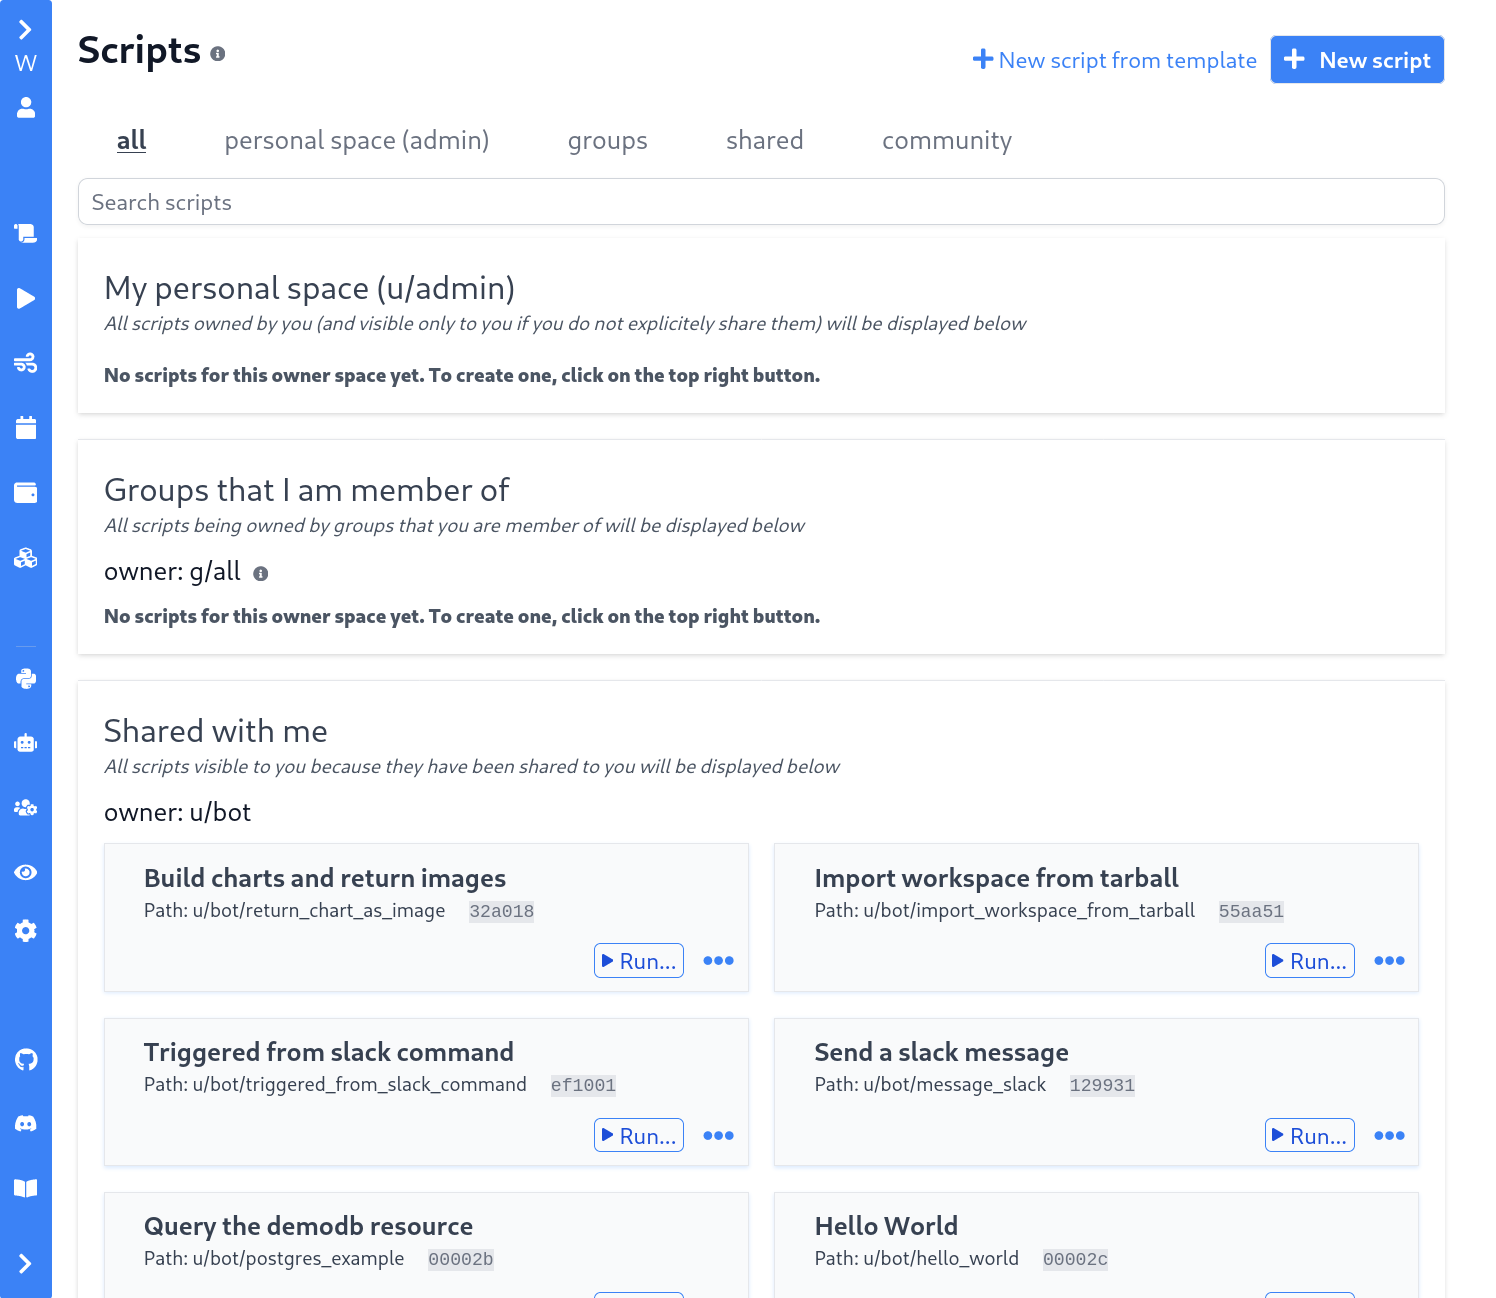 W
Scripts
New script from template
New script
all personal space (admin) groups shared community
Search scripts
My personal space (u/admin)
All scripts owned by you (and visible only to you if you do not explicitely share them) will be displayed below
No scripts for this owner space yet. To create one, click on the top right button.
Groups that I am member of
All scripts being owned by groups that you are member of will be displayed below
owner: g/all
No scripts for this owner space yet. To create one, click on the top right button.
Shared with me
All scripts visible to you because they have been shared to you will be displayed below
owner: u/bot
Build charts and return images
Path: u/bot/return_chart_as_image 32a018
Run...
Import workspace from tarball
Path: u/bot/import_workspace_from_tarball 55aa51
Run...
Triggered from slack command
Path: u/bot/triggered_from_slack_command ef1001
Run...
Send a slack message
Path: u/bot/message_slack 129931
Run...
Query the demodb resource
Path: u/bot/postgres_example 00002b
Hello World
Path: u/bot/hello_world 00002c